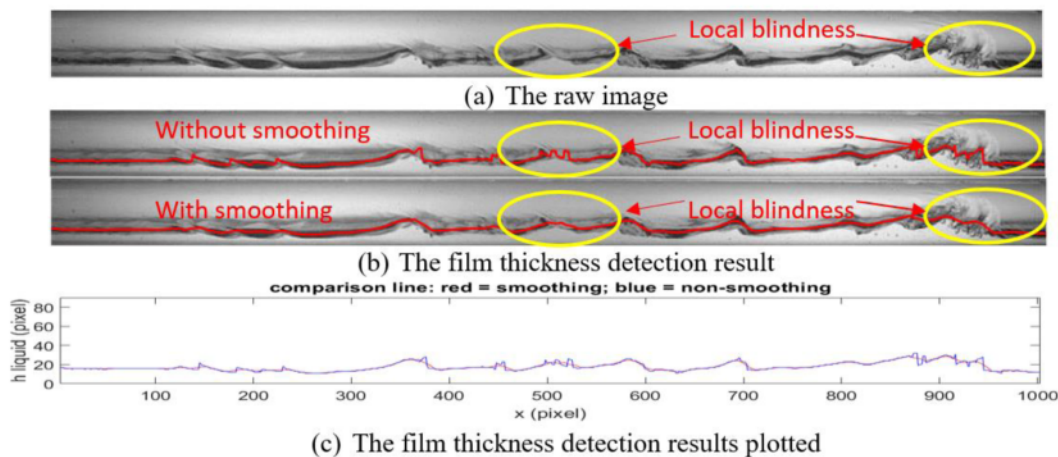 Local blindness
(a) The raw image
Without smoothing
Local blindness
With smoothing
Local blindness
(b) The film thickness detection result
comparison line: red = smoothing; blue = non-smoothing
h liquid (pixel)
80
60
40
20
0
100 200 300 400 500 600 700 800 900 1000
x (pixel)
(c) The film thickness detection results plotted